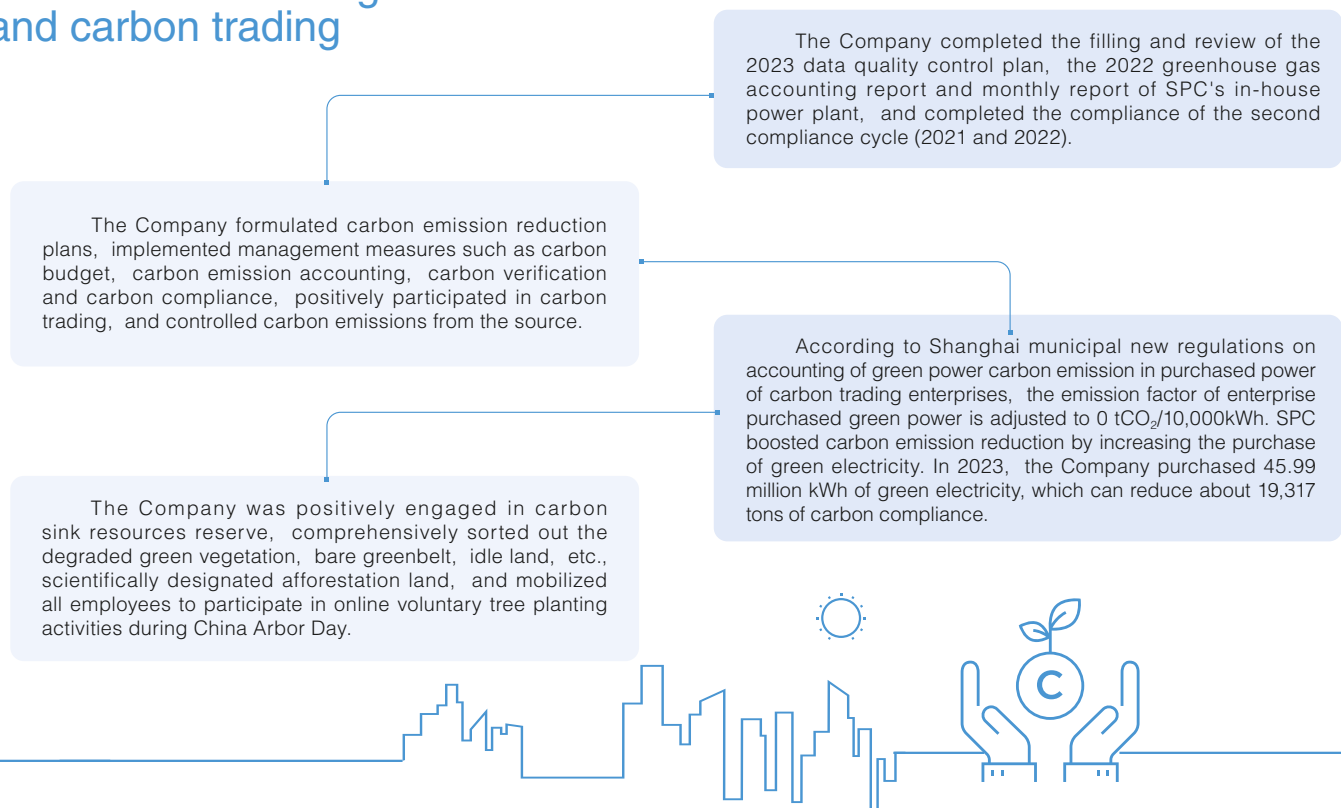 and carbon trading
The Company completed the filling and review of the
2023 data quality control plan, the 2022 greenhouse gas
accounting report and monthly report of SPC's in-house
power plant, and completed the compliance of the second
compliance cycle (2021 and 2022).
The Company formulated carbon emission reduction
plans, implemented management measures such as carbon
budget, carbon emission accounting, carbon verification
and carbon compliance, positively participated in carbon
trading, and controlled carbon emissions from the source.
According to Shanghai municipal new regulations on
accounting of green power carbon emission in purchased power
of carbon trading enterprises, the emission factor of enterprise
purchased green power is adjusted to 0 tCO₂/10,000kWh. SPC
boosted carbon emission reduction by increasing the purchase
of green electricity. In 2023, the Company purchased 45.99
million kWh of green electricity, which can reduce about 19,317
tons of carbon compliance.
The Company was positively engaged in carbon
sink resources reserve, comprehensively sorted out the
degraded green vegetation, bare greenbelt, idle land, etc.,
scientifically designated afforestation land, and mobilized
all employees to participate in online voluntary tree planting
activities during China Arbor Day.
C